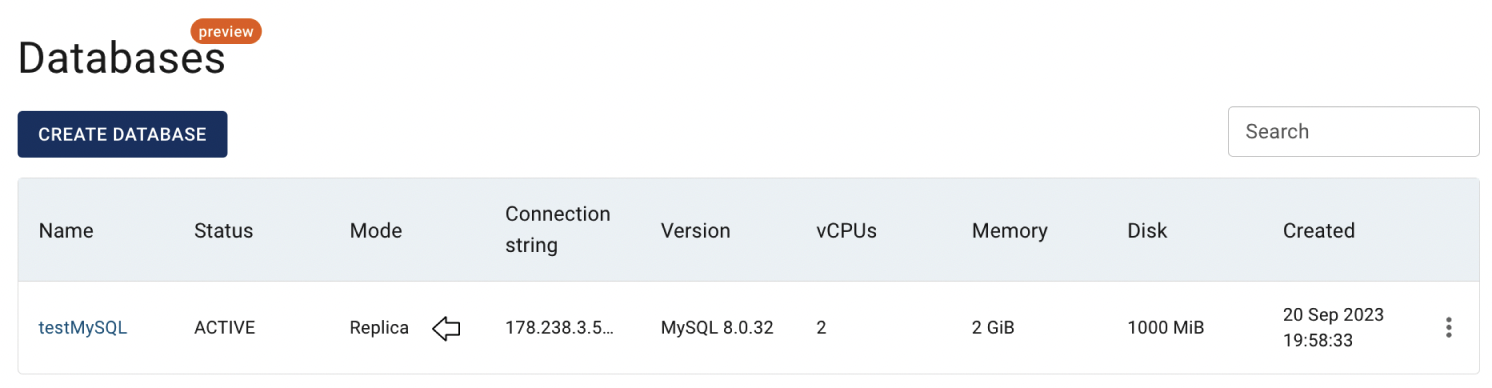 preview
Databases
CREATE DATABASE
Search
Name Status Mode Connection string Version vCPUs Memory Disk Created
testMySQL ACTIVE Replica 178.238.3.5... MySQL 8.0.32 2 2 GiB 1000 MiB 20 Sep 2023 19:58:33